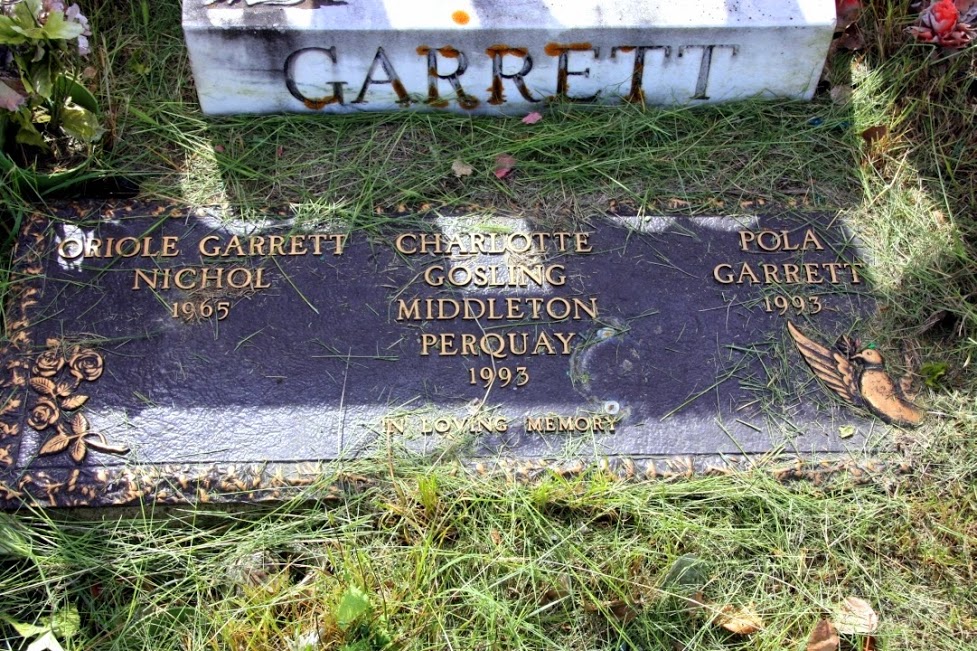 GARRETT
ORIOLE GARRETT
NICHOL
1965
CHARLOTTE
GOSLING
MIDDLETON
PERQUAY
1993
POLA
GARRETT
1993
IN LOVING MEMORY